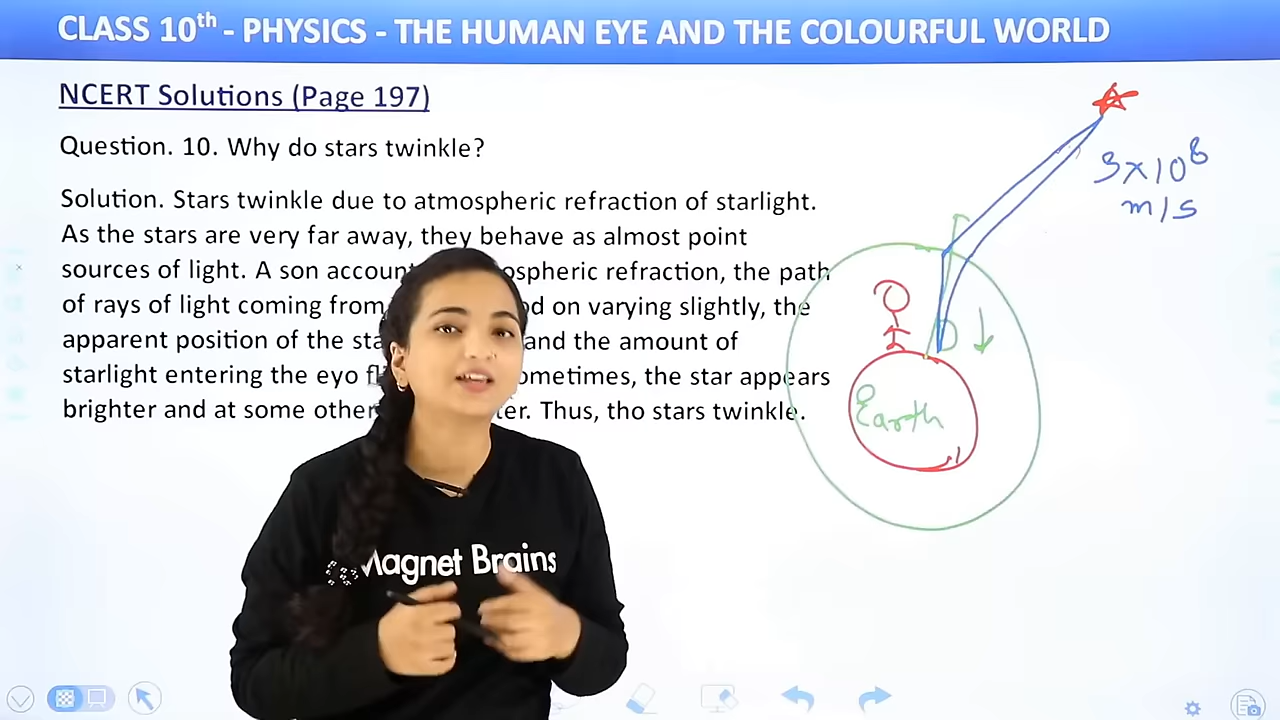 CLASS 10th - PHYSICS - THE HUMAN EYE AND THE COLOURFUL WORLD
NCERT Solutions (Page 197)
Question. 10. Why do stars twinkle?
Solution. Stars twinkle due to atmospheric refraction of starlight.
As the stars are very far away, they behave as almost point
sources of light. A son account ospheric refraction, the path
of rays of light coming from d on varying slightly, the
apparent position of the sta and the amount of
starlight entering the eyo fl ometimes, the star appears
brighter and at some other ter. Thus, tho stars twinkle.
3×10⁸
m/s
Earth
Magnet Brains